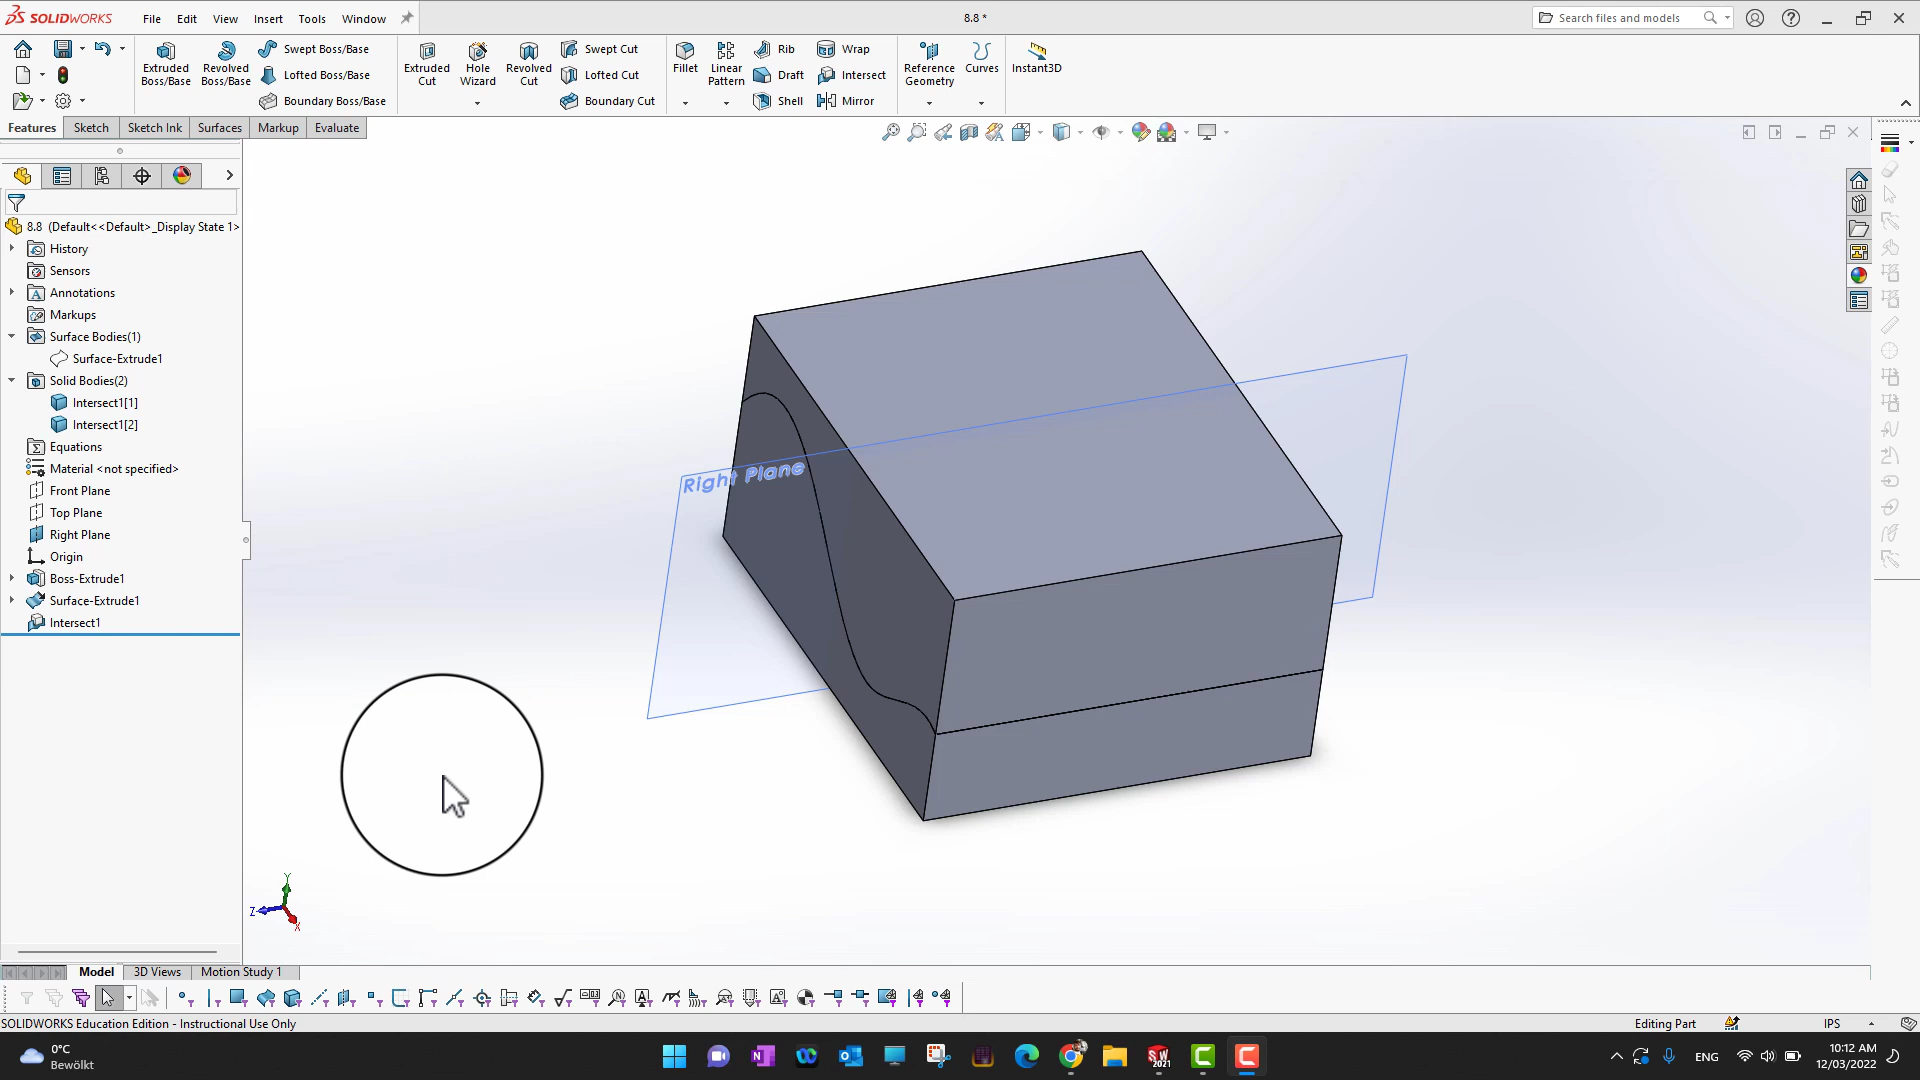 SOLIDWORKS File Edit View Insert Tools Window 8.8 * Search files and models
Extruded Boss/Base
Revolved Boss/Base
Swept Boss/Base
Lofted Boss/Base
Boundary Boss/Base
Extruded Cut
Hole Wizard
Revolved Cut
Swept Cut
Lofted Cut
Boundary Cut
Fillet
Linear Pattern
Rib
Draft
Shell
Wrap
Intersect
Mirror
Reference Geometry
Curves
Instant3D
Features Sketch Sketch Ink Surfaces Markup Evaluate
8.8 (Default<<Default>_Display State 1>
History
Sensors
Annotations
Markups
Surface Bodies(1)
Surface-Extrude1
Solid Bodies(2)
Intersect1[1]
Intersect1[2]
Equations
Material <not specified>
Front Plane
Top Plane
Right Plane
Origin
Boss-Extrude1
Surface-Extrude1
Intersect1
Right Plane
Y
Z
X
Model 3D Views Motion Study 1
SOLIDWORKS Education Edition - Instructional Use Only Editing Part IPS
0°C
Bewölkt
SW
2021
ENG
10:12 AM
12/03/2022